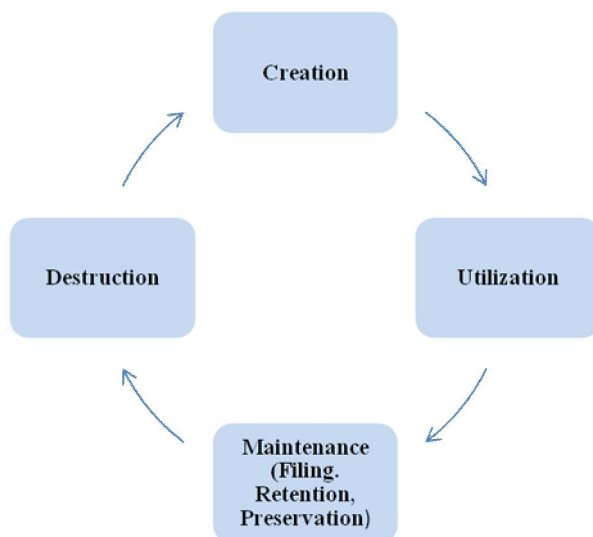 Creation
Utilization
Maintenance
(Filing.
Retention,
Preservation)
Destruction